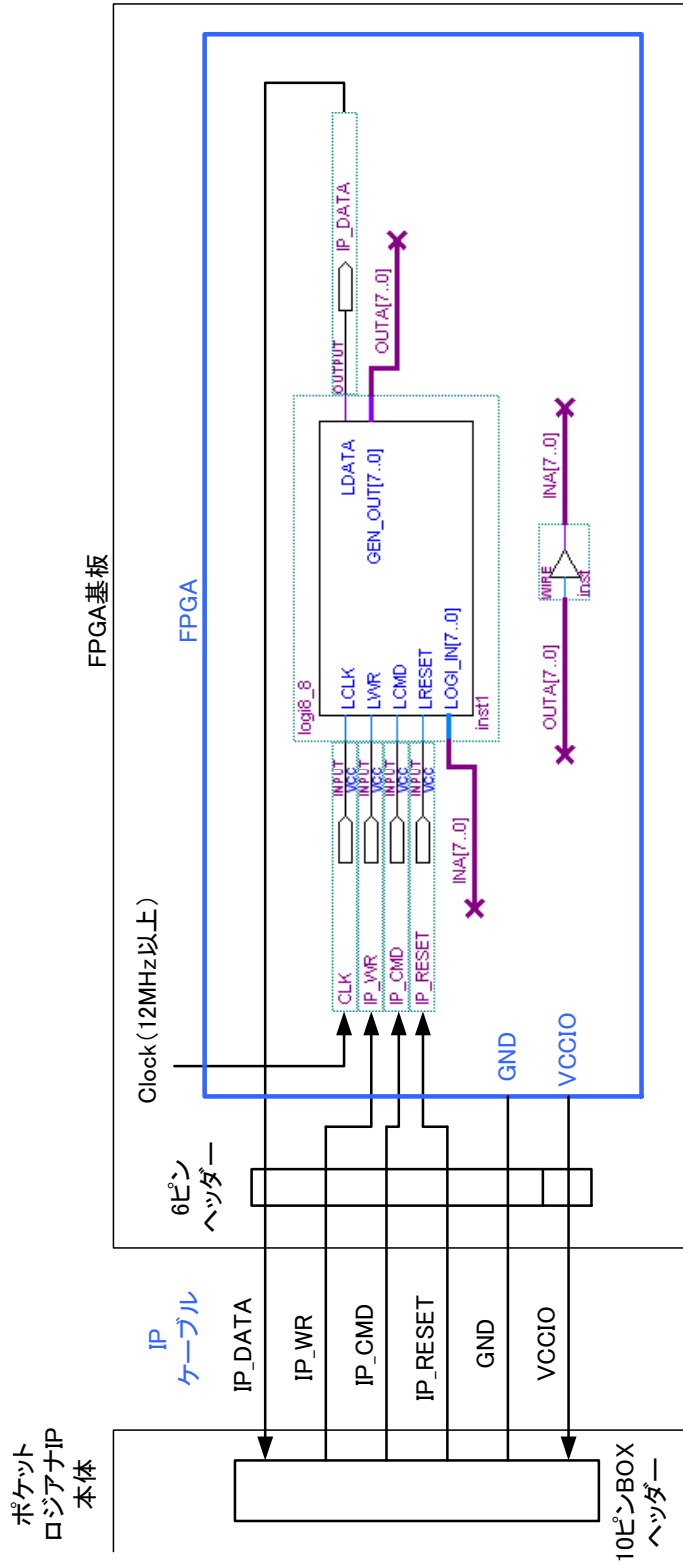 ポケット
ロジアナIP
本体
10ピンBOX
ヘッダー
IP
ケーブル
IP_DATA
IP_WR
IP_CMD
IP_RESET
GND
VCCIO
6ピン
ヘッダー
FPGA基板
Clock(12MHz以上)
FPGA
GND
VCCIO
CLK
IP_WR
IP_CMD
IP_RESET
INPUT
VCC
INPUT
VCC
INPUT
VCC
INPUT
VCC
INA[7..0]
logi8_8
LCLK
LWR
LCMD
LRESET
LOGI_IN[7..0]
inst1
LDATA
GEN_OUT[7..0]
OUTPUT
IP_DATA
OUTA[7..0]
OUTA[7..0]
WIRE
inst
INA[7..0]